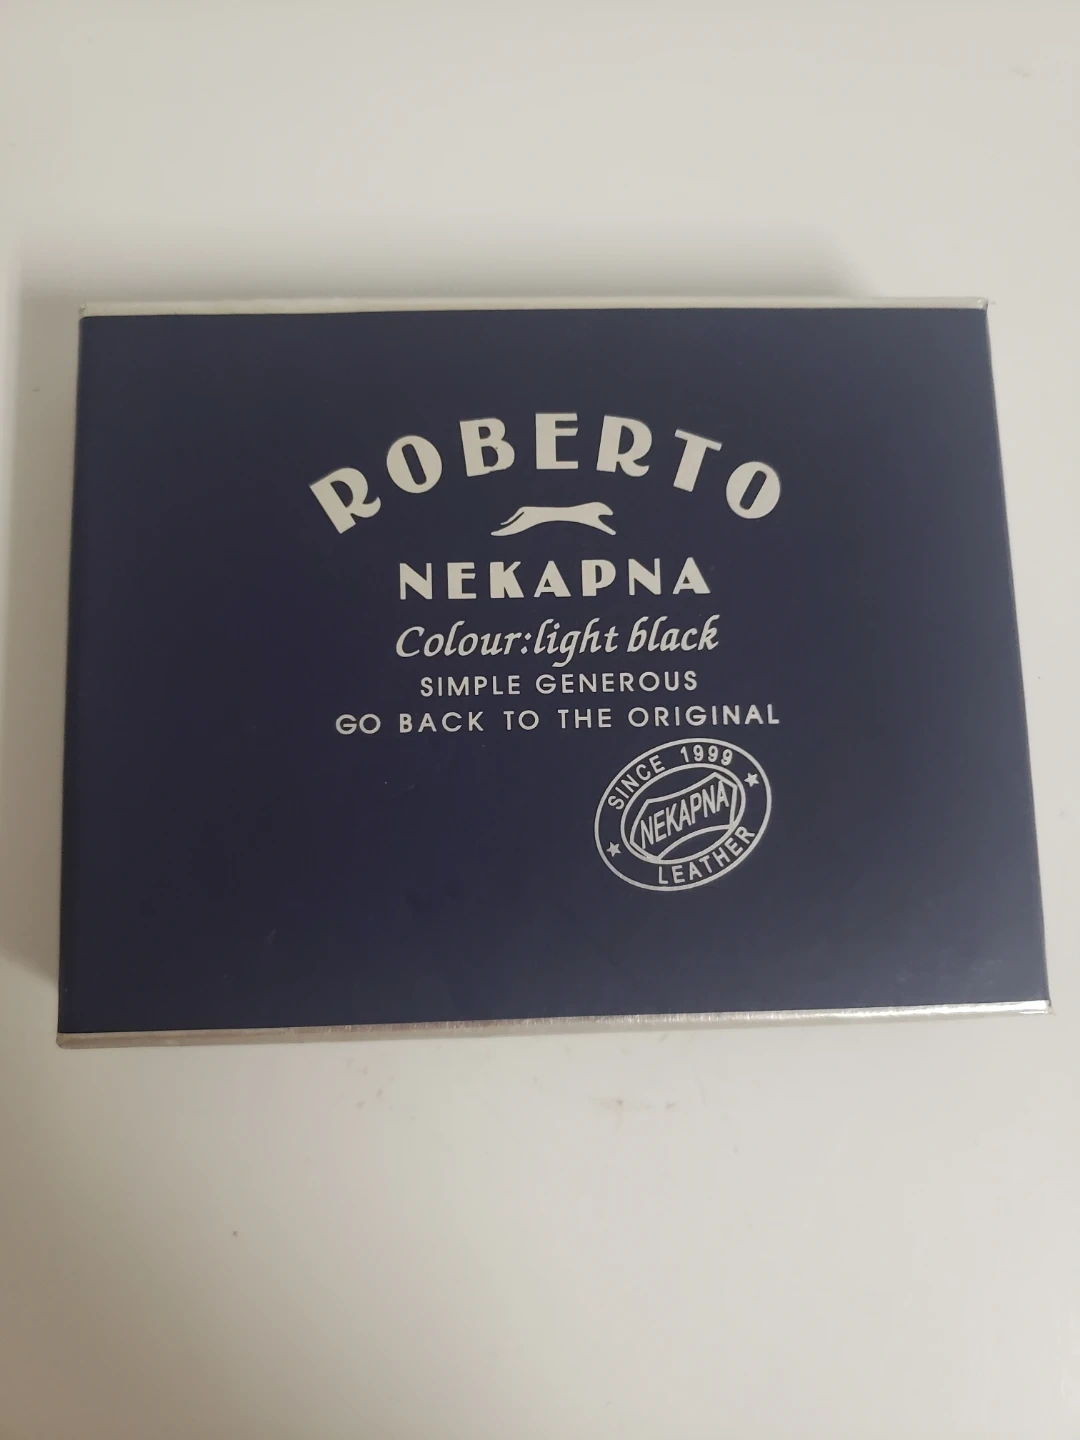 ROBERTO
NEKAPNA
Colour:light black
SIMPLE GENEROUS
GO BACK TO THE ORIGINAL
SINCE 1999
NEKAPNA
LEATHER